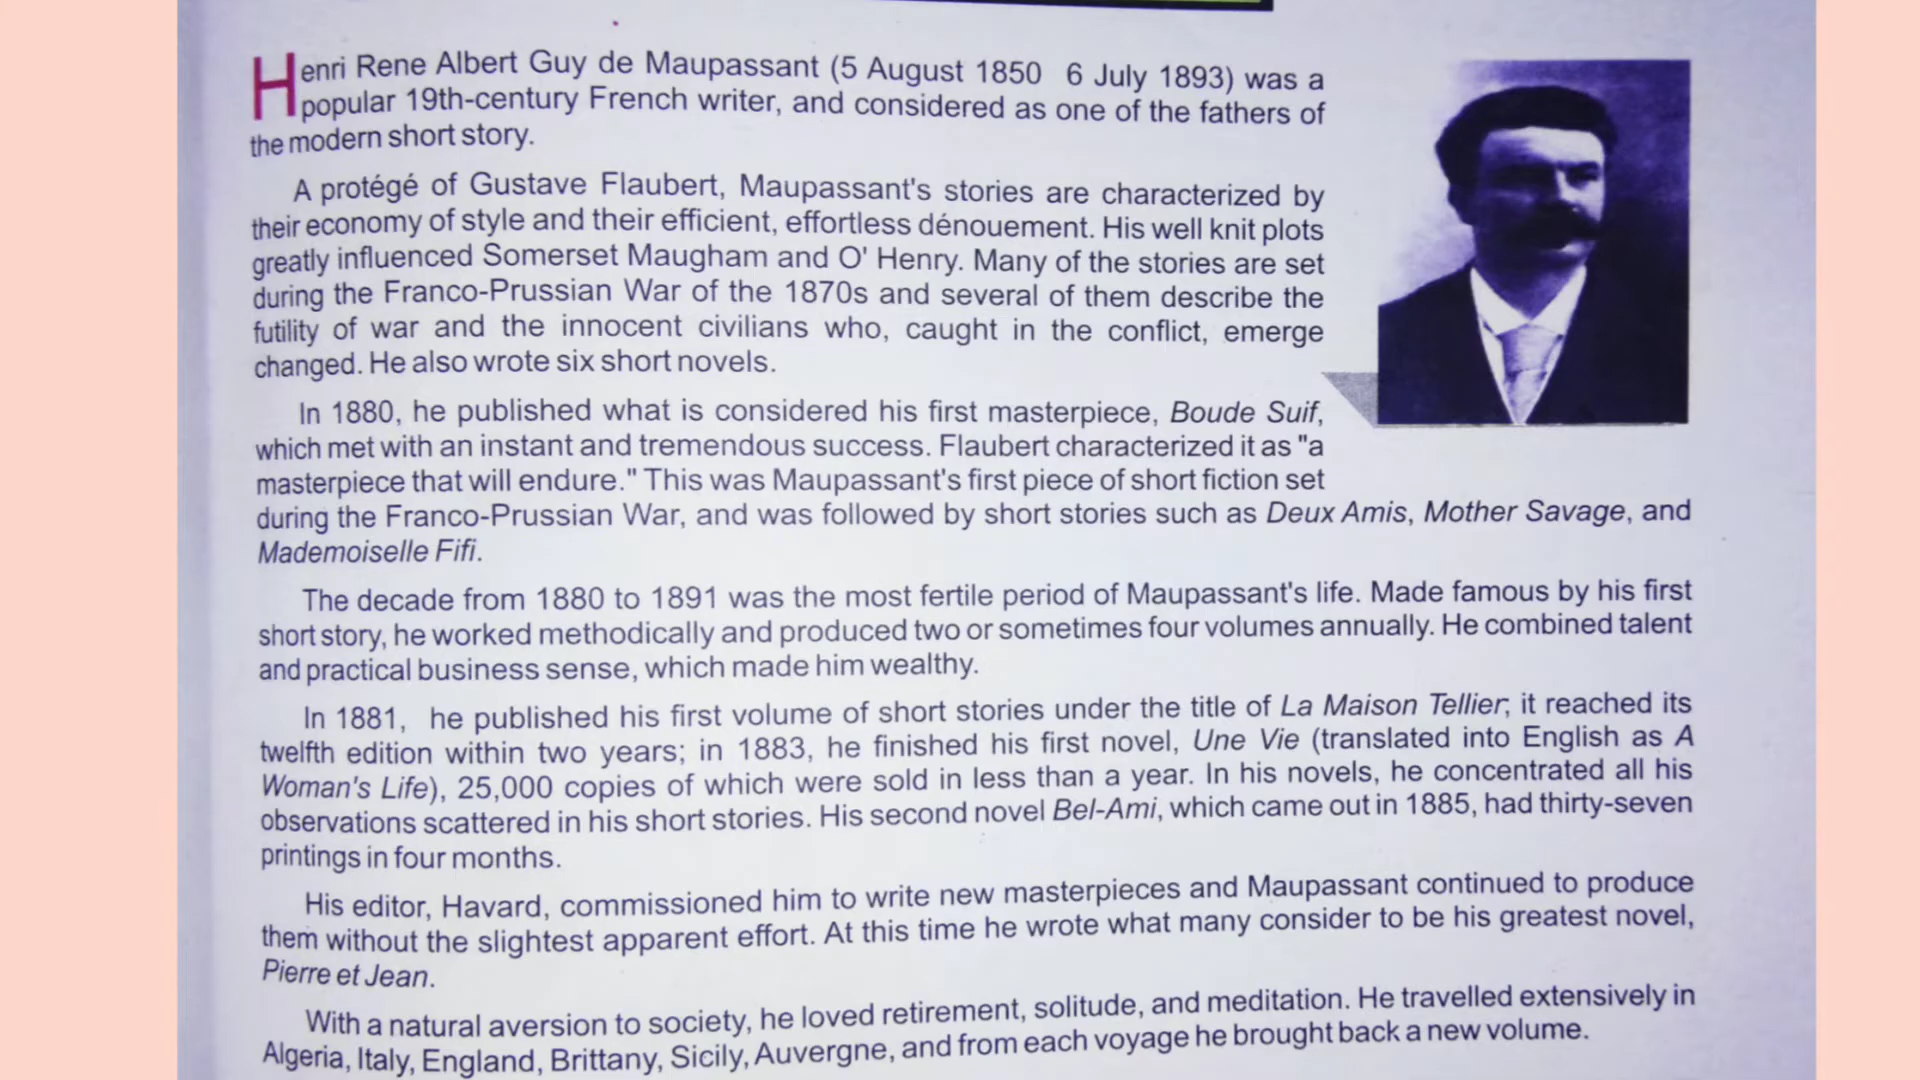 Henri Rene Albert Guy de Maupassant (5 August 1850 6 July 1893) was a
popular 19th-century French writer, and considered as one of the fathers of
the modern short story.
A protégé of Gustave Flaubert, Maupassant's stories are characterized by
their economy of style and their efficient, effortless dénouement. His well knit plots
greatly influenced Somerset Maugham and O' Henry. Many of the stories are set
during the Franco-Prussian War of the 1870s and several of them describe the
futility of war and the innocent civilians who, caught in the conflict, emerge
changed. He also wrote six short novels.
In 1880, he published what is considered his first masterpiece, Boude Suif,
which met with an instant and tremendous success. Flaubert characterized it as "a
masterpiece that will endure." This was Maupassant's first piece of short fiction set
during the Franco-Prussian War, and was followed by short stories such as Deux Amis, Mother Savage, and
Mademoiselle Fifi.
The decade from 1880 to 1891 was the most fertile period of Maupassant's life. Made famous by his first
short story, he worked methodically and produced two or sometimes four volumes annually. He combined talent
and practical business sense, which made him wealthy.
In 1881, he published his first volume of short stories under the title of La Maison Tellier; it reached its
twelfth edition within two years; in 1883, he finished his first novel, Une Vie (translated into English as A
Woman's Life), 25,000 copies of which were sold in less than a year. In his novels, he concentrated all his
observations scattered in his short stories. His second novel Bel-Ami, which came out in 1885, had thirty-seven
printings in four months.
His editor, Havard, commissioned him to write new masterpieces and Maupassant continued to produce
them without the slightest apparent effort. At this time he wrote what many consider to be his greatest novel,
Pierre et Jean.
With a natural aversion to society, he loved retirement, solitude, and meditation. He travelled extensively in
Algeria, Italy, England, Brittany, Sicily, Auvergne, and from each voyage he brought back a new volume.